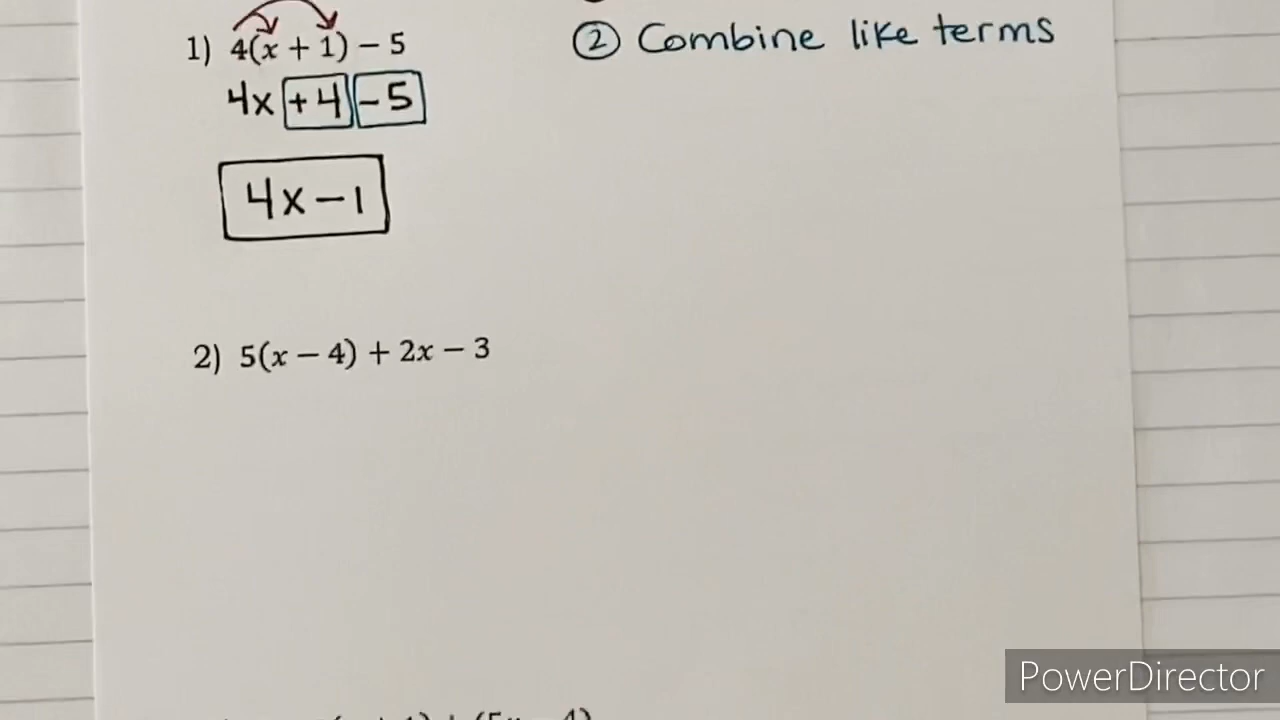 1) 4(x + 1) − 5
② Combine like terms
4x +4 −5
4x − 1
2) 5(x − 4) + 2x − 3
PowerDirector